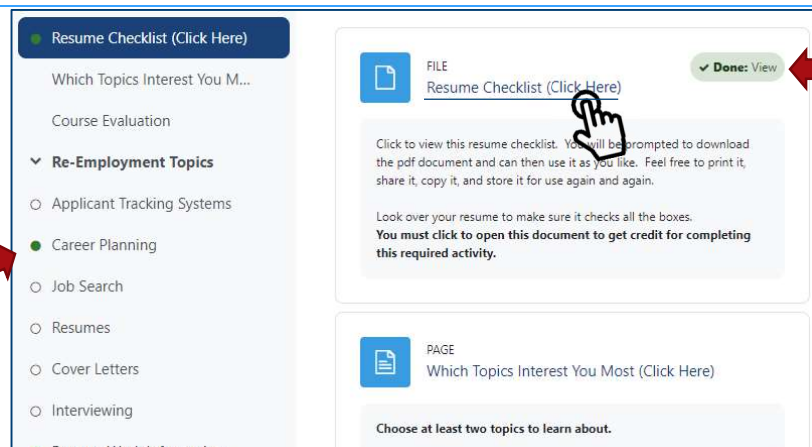 Resume Checklist (Click Here)
Which Topics Interest You M...
Course Evaluation
Re-Employment Topics
Applicant Tracking Systems
Career Planning
Job Search
Resumes
Cover Letters
Interviewing
FILE
Resume Checklist (Click Here)
Done: View
Click to view this resume checklist. You will be prompted to download
the pdf document and can then use it as you like. Feel free to print it,
share it, copy it, and store it for use again and again.
Look over your resume to make sure it checks all the boxes.
You must click to open this document to get credit for completing
this required activity.
PAGE
Which Topics Interest You Most (Click Here)
Choose at least two topics to learn about.